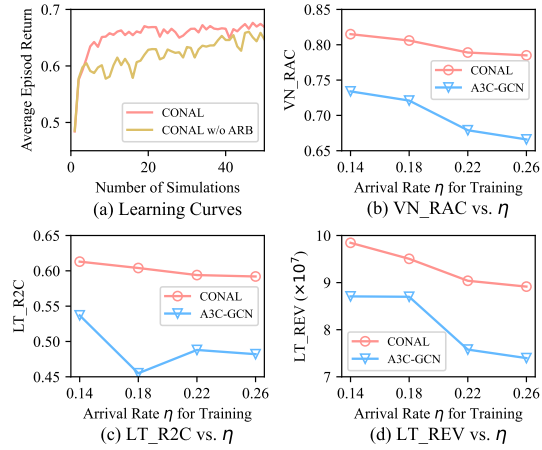 0.7
0.6
0.5
Average Episod Return
CONAL
CONAL w/o ARB
0 20 40
Number of Simulations
(a) Learning Curves
0.85
0.80
0.75
0.70
0.65
VN_RAC
CONAL
A3C-GCN
0.14 0.18 0.22 0.26
Arrival Rate η for Training
(b) VN_RAC vs. η
0.65
0.60
0.55
0.50
0.45
LT_R2C
CONAL
A3C-GCN
0.14 0.18 0.22 0.26
Arrival Rate η for Training
(c) LT_R2C vs. η
10
9
8
7
LT_REV (×10⁷)
CONAL
A3C-GCN
0.14 0.18 0.22 0.26
Arrival Rate η for Training
(d) LT_REV vs. η